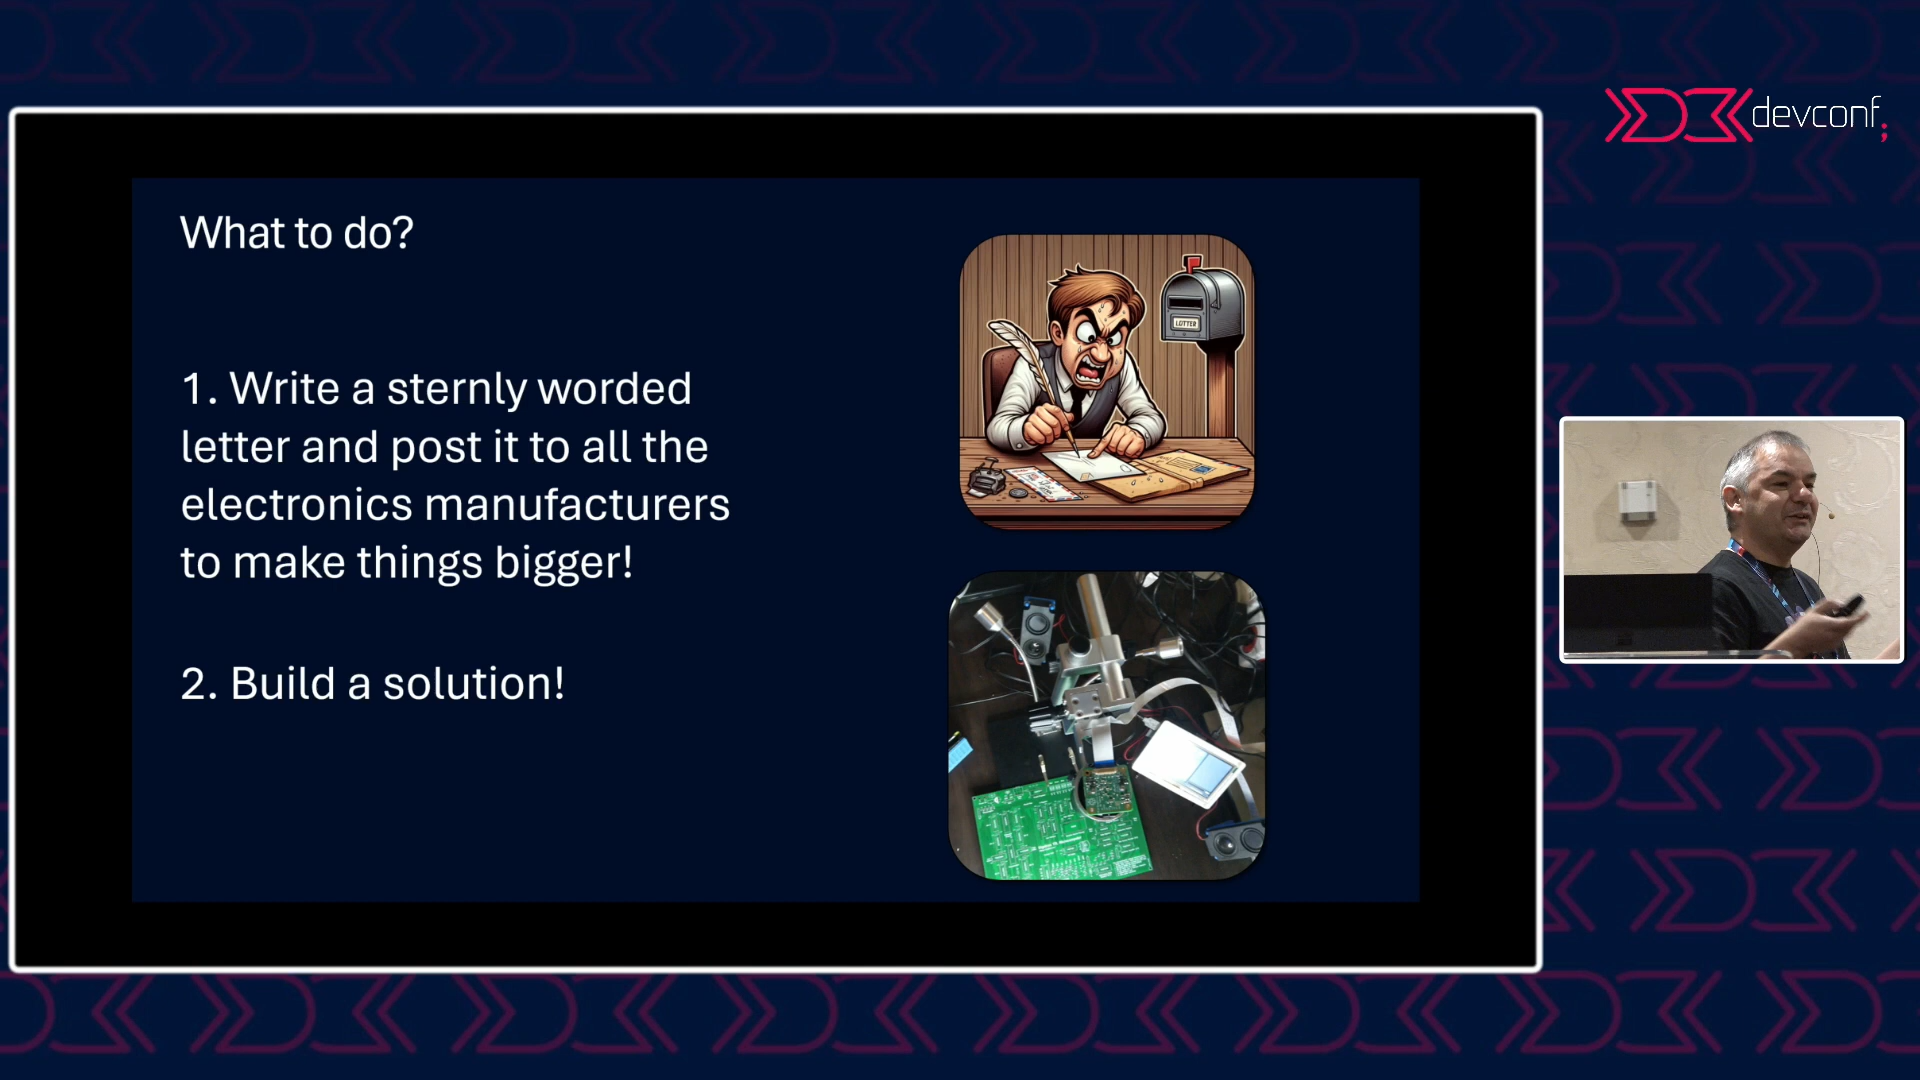 devconf;
What to do?
1. Write a sternly worded
letter and post it to all the
electronics manufacturers
to make things bigger!
2. Build a solution!
LOTTER